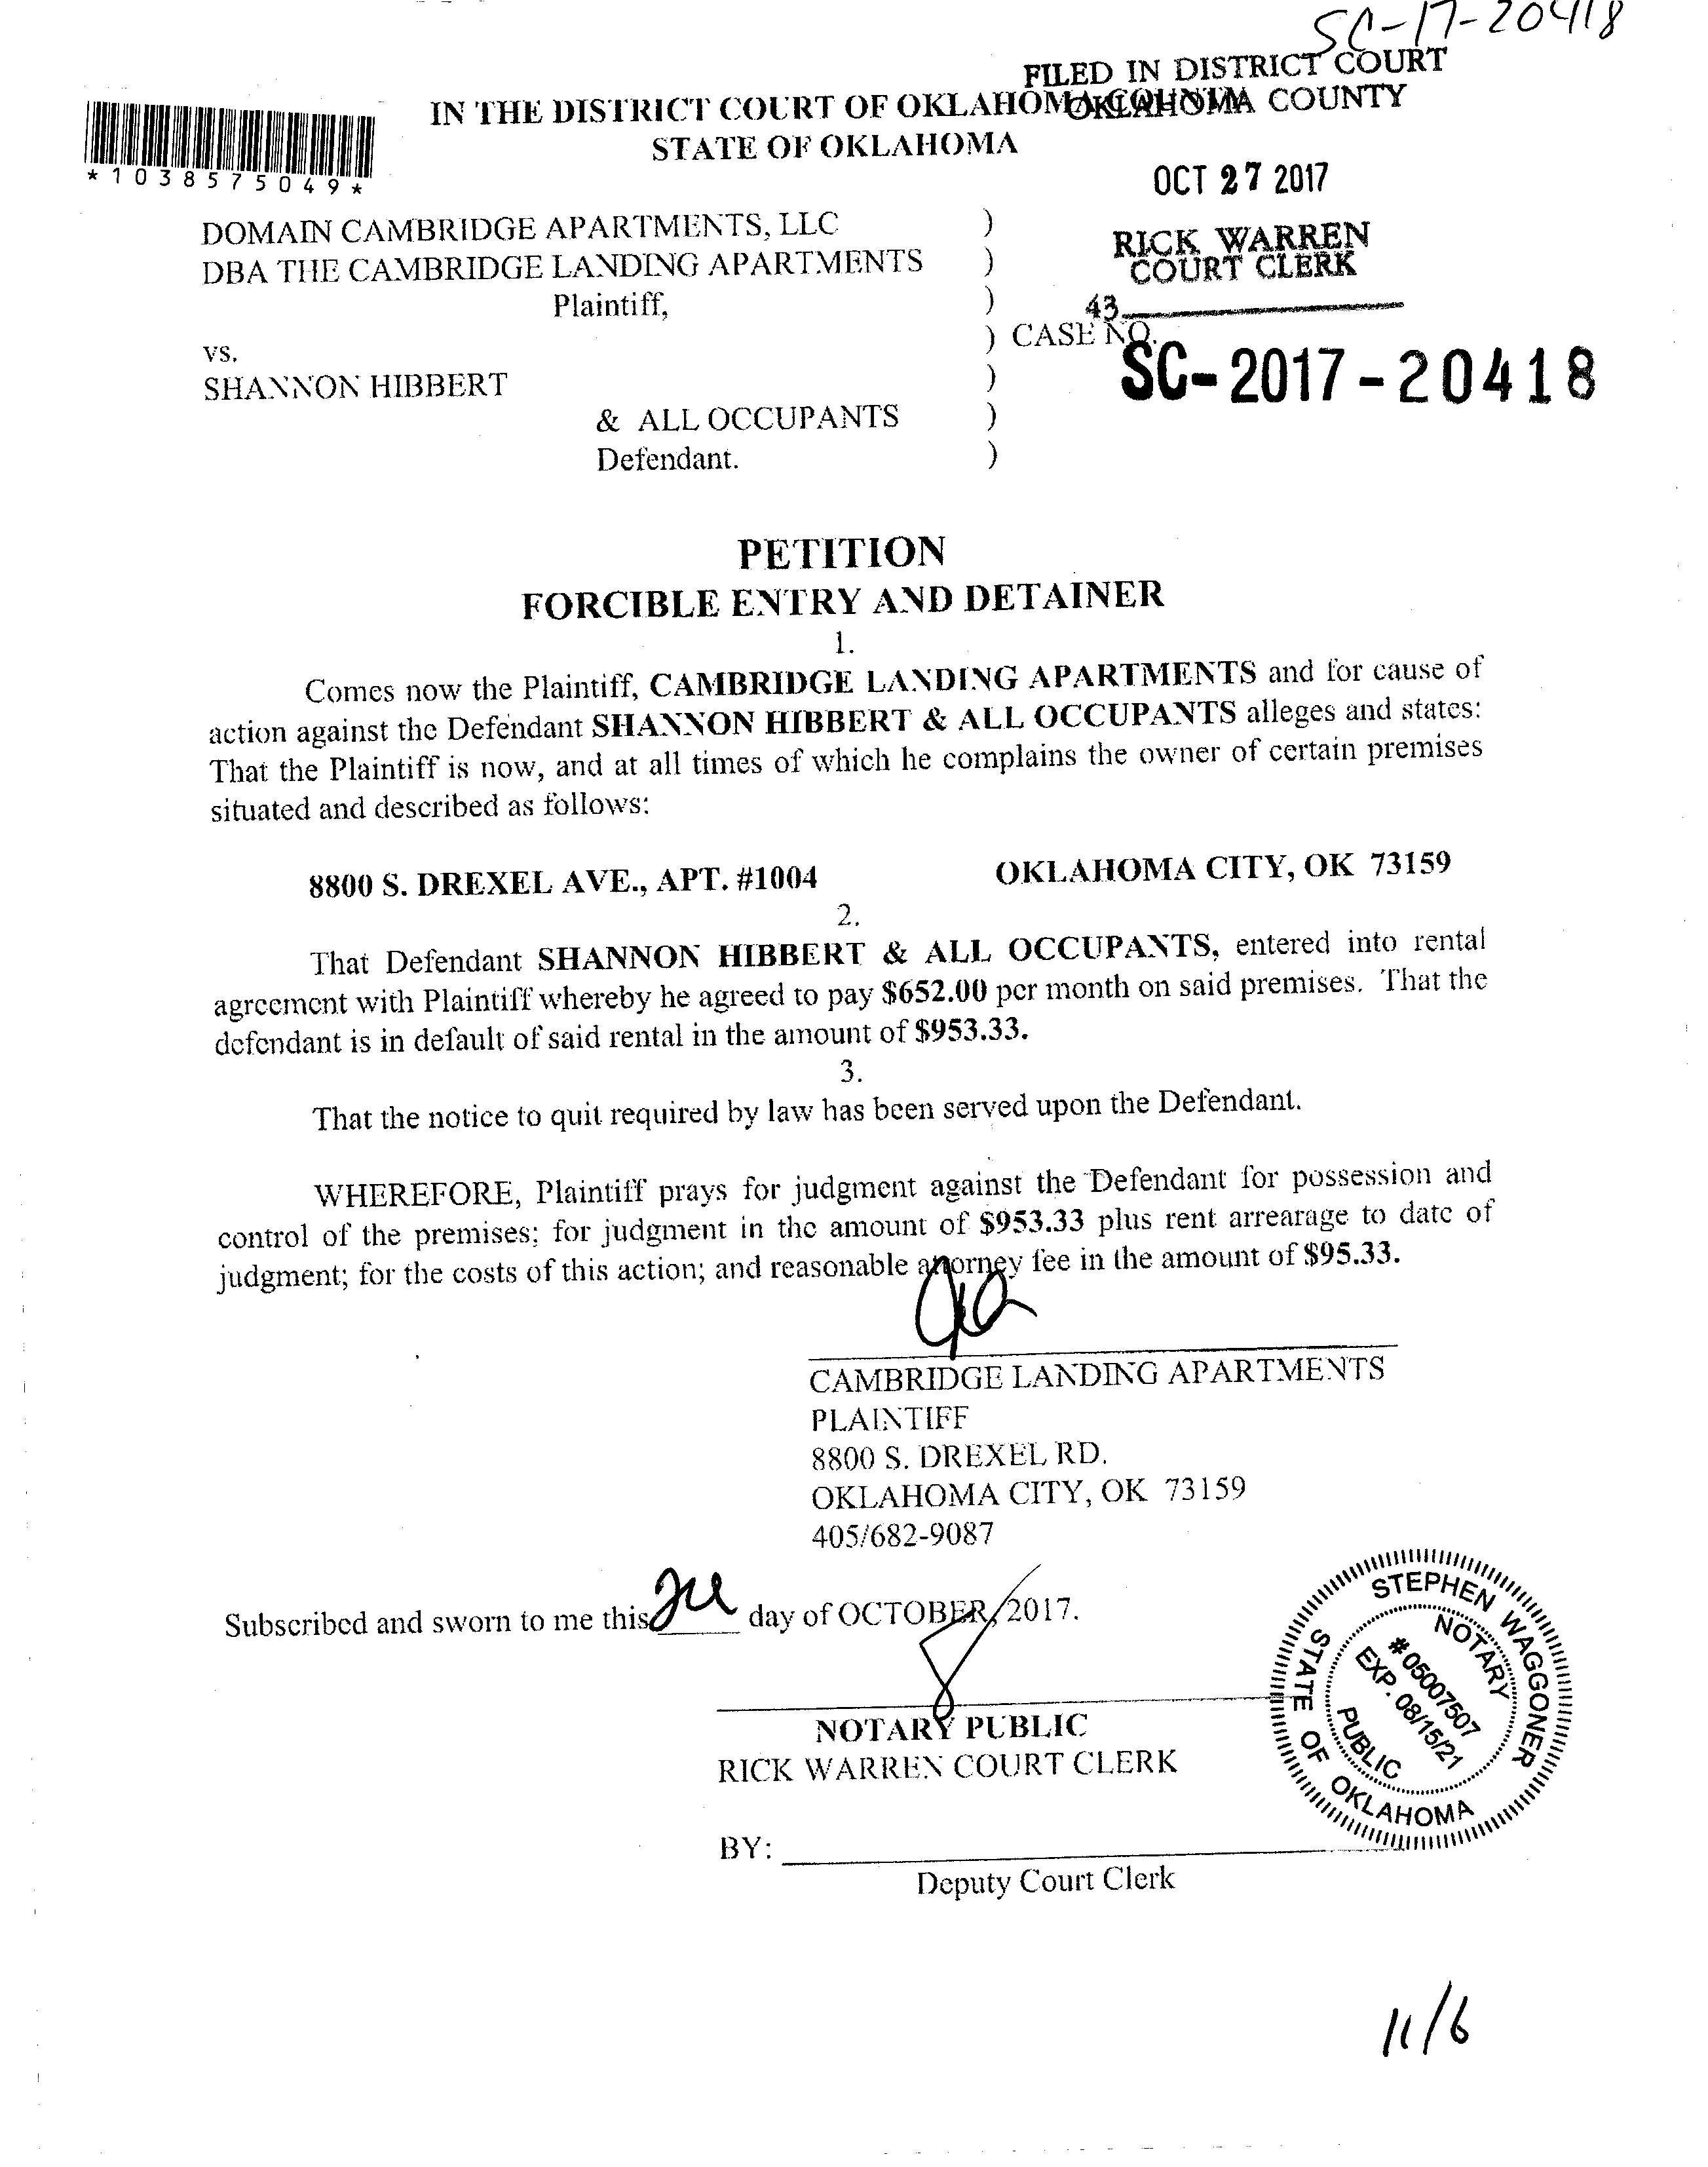 SC-17-20418
FILED IN DISTRICT COURT
OKLAHOMA COUNTY
IN THE DISTRICT COURT OF OKLAHOMA COUNTY
STATE OF OKLAHOMA
*1038575049*
OCT 27 2017
RICK WARREN
COURT CLERK
43
DOMAIN CAMBRIDGE APARTMENTS, LLC )
DBA THE CAMBRIDGE LANDING APARTMENTS )
Plaintiff, )
) CASE NO.
SC-2017-20418
vs.
SHANNON HIBBERT )
& ALL OCCUPANTS )
Defendant. )
PETITION
FORCIBLE ENTRY AND DETAINER
1.
Comes now the Plaintiff, CAMBRIDGE LANDING APARTMENTS and for cause of
action against the Defendant SHANNON HIBBERT & ALL OCCUPANTS alleges and states:
That the Plaintiff is now, and at all times of which he complains the owner of certain premises
situated and described as follows:
8800 S. DREXEL AVE., APT. #1004 OKLAHOMA CITY, OK 73159
2.
That Defendant SHANNON HIBBERT & ALL OCCUPANTS, entered into rental
agreement with Plaintiff whereby he agreed to pay $652.00 per month on said premises. That the
defendant is in default of said rental in the amount of $953.33.
3.
That the notice to quit required by law has been served upon the Defendant.
WHEREFORE, Plaintiff prays for judgment against the Defendant for possession and
control of the premises; for judgment in the amount of $953.33 plus rent arrearage to date of
judgment; for the costs of this action; and reasonable attorney fee in the amount of $95.33.
CAMBRIDGE LANDING APARTMENTS
PLAINTIFF
8800 S. DREXEL RD.
OKLAHOMA CITY, OK 73159
405/682-9087
Subscribed and sworn to me this day of OCTOBER, 2017.
NOTARY PUBLIC
RICK WARREN COURT CLERK
BY:
Deputy Court Clerk
STEPHEN WAGGONER
NOTARY
#05007507
EXP. 08/15/21
PUBLIC
STATE OF OKLAHOMA
11/6